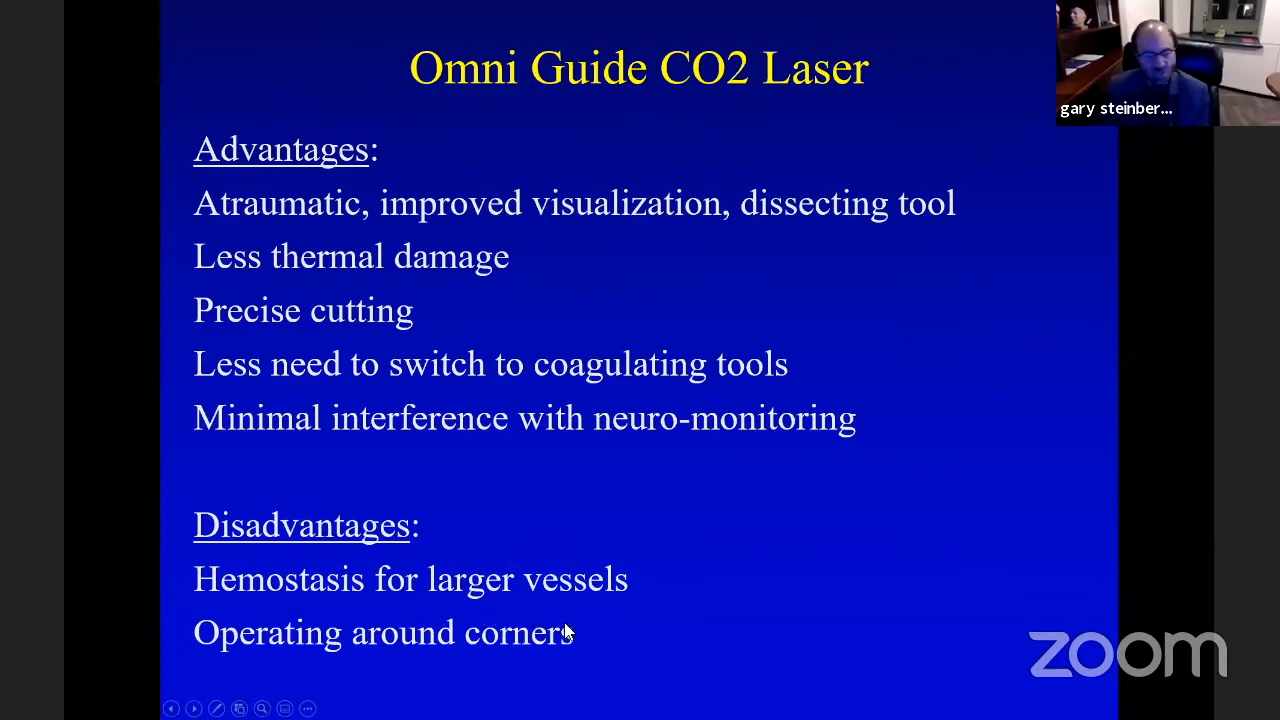 Omni Guide CO2 Laser
gary steinber...
Advantages:
Atraumatic, improved visualization, dissecting tool
Less thermal damage
Precise cutting
Less need to switch to coagulating tools
Minimal interference with neuro-monitoring
Disadvantages:
Hemostasis for larger vessels
Operating around corners
zoom